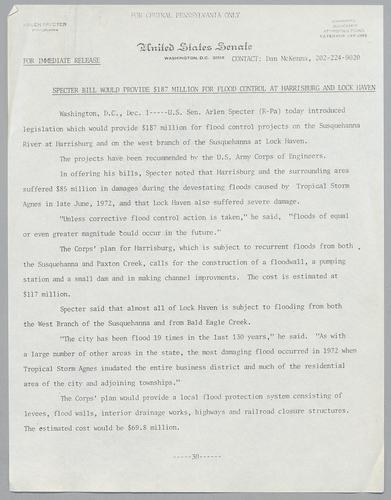 FOR CENTRAL PENNSYLVANIA ONLY
ARLEN SPECTER
PENNSYLVANIA
COMMITTEES:
JUDICIARY
APPROPRIATIONS
VETERANS' AFFAIRS
United States Senate
WASHINGTON, D.C. 20510
FOR IMMEDIATE RELEASE
CONTACT: Dan McKenna, 202-224-9020
SPECTER BILL WOULD PROVIDE $187 MILLION FOR FLOOD CONTROL AT HARRISBURG AND LOCK HAVEN
Washington, D.C., Dec. 1-----U.S. Sen. Arlen Specter (R-Pa) today introduced
legislation which would provide $187 million for flood control projects on the Susquehanna
River at Harrisburg and on the west branch of the Susquehanna at Lock Haven.
The projects have been recommended by the U.S. Army Corps of Engineers.
In offering his bills, Specter noted that Harrisburg and the surrounding area
suffered $85 million in damages during the devestating floods caused by Tropical Storm
Agnes in late June, 1972, and that Lock Haven also suffered severe damage.
"Unless corrective flood control action is taken," he said, "floods of equal
or even greater magnitude could occur in the future."
The Corps' plan for Harrisburg, which is subject to recurrent floods from both
the Susquehanna and Paxton Creek, calls for the construction of a floodwall, a pumping
station and a small dam and in making channel improvments. The cost is estimated at
$117 million.
Specter said that almost all of Lock Haven is subject to flooding from both
the West Branch of the Susquehanna and from Bald Eagle Creek.
"The city has been flood 19 times in the last 130 years," he said. "As with
a large number of other areas in the state, the most damaging flood occurred in 1972 when
Tropical Storm Agnes inudated the entire business district and much of the residential
area of the city and adjoining townships."
The Corps' plan would provide a local flood protection system consisting of
levees, flood walls, interior drainage works, highways and railroad closure structures.
The estimated cost would be $69.8 million.
-----30-----